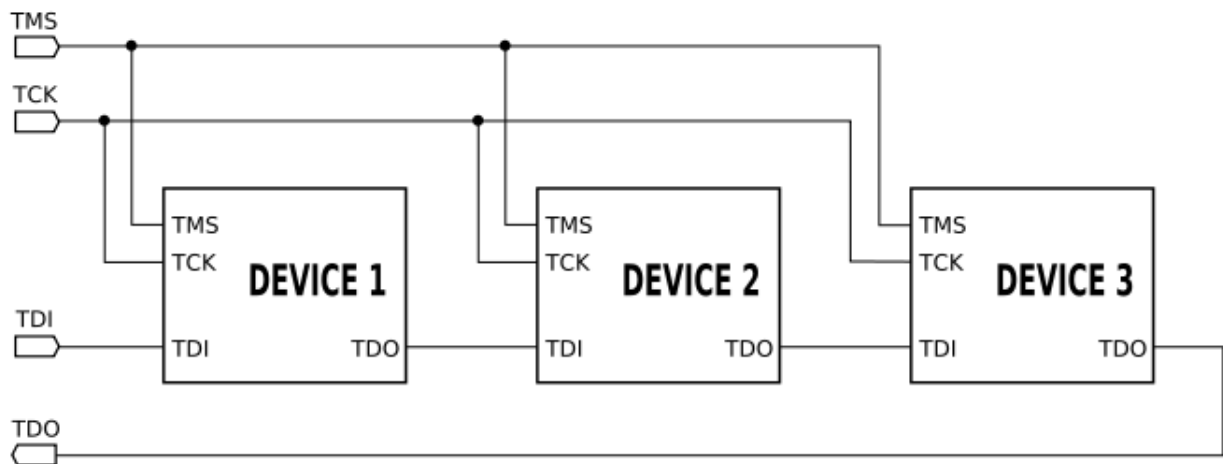 TMS
TCK
TMS
TCK
DEVICE 1
TDI
TDO
TMS
TCK
DEVICE 2
TDI
TDO
TMS
TCK
DEVICE 3
TDI
TDO
TDI
TDO